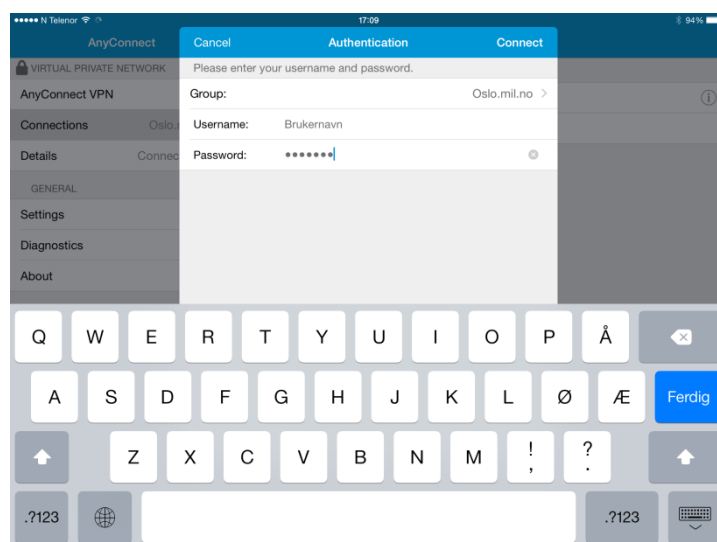 N Telenor 17:09 94%
AnyConnect
Cancel Authentication Connect
VIRTUAL PRIVATE NETWORK
Please enter your username and password.
AnyConnect VPN
Group: Oslo.mil.no
Connections Oslo.
Username: Brukernavn
Details Connec
Password: •••••••
GENERAL
Settings
Diagnostics
About
Q W E R T Y U I O P Å
A S D F G H J K L Ø Æ Ferdig
Z X C V B N M ! , ? .
.?123 .?123